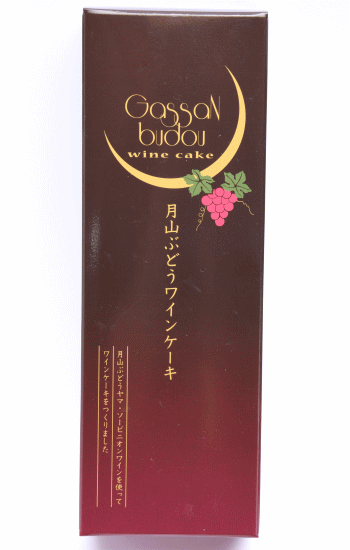 GassaN
budou
wine cake
月山ぶどうワインケーキ
月山ぶどうヤマ・ソービニオンワインを使って
ワインケーキをつくりました